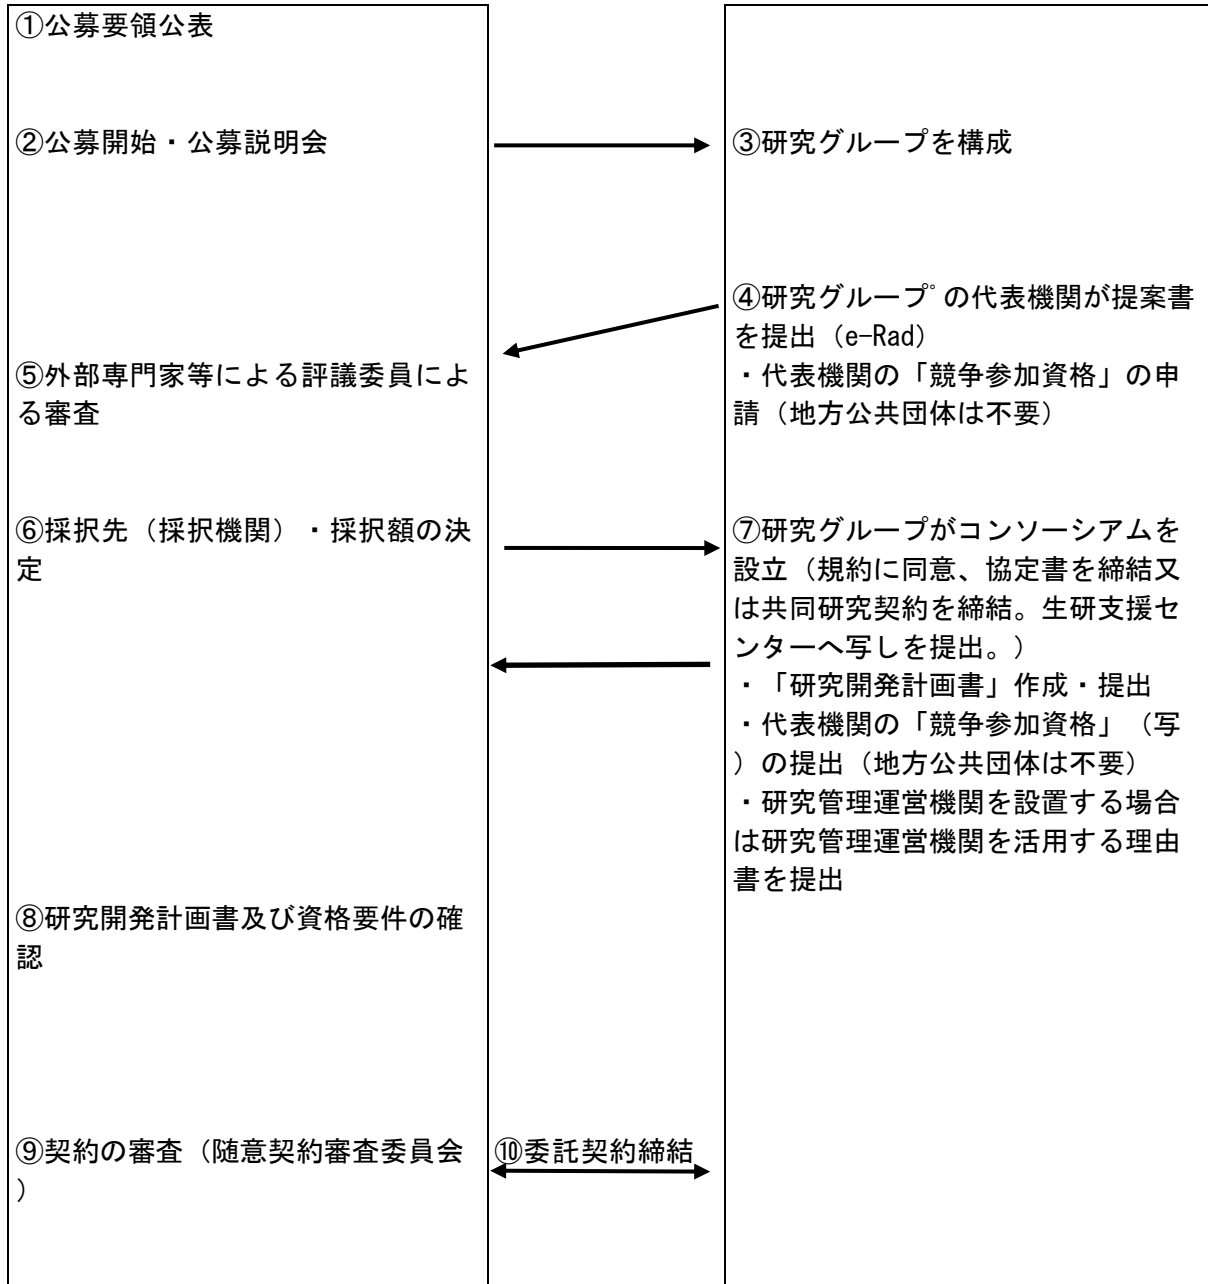 ①公募要領公表
②公募開始・公募説明会
③研究グループを構成
④研究グループ゜の代表機関が提案書
を提出（e-Rad）
・代表機関の「競争参加資格」の申
請（地方公共団体は不要）
⑤外部専門家等による評議委員によ
る審査
⑥採択先（採択機関）・採択額の決
定
⑦研究グループがコンソーシアムを
設立（規約に同意、協定書を締結又
は共同研究契約を締結。生研支援セ
ンターへ写しを提出。）
・「研究開発計画書」作成・提出
・代表機関の「競争参加資格」（写
）の提出（地方公共団体は不要）
・研究管理運営機関を設置する場合
は研究管理運営機関を活用する理由
書を提出
⑧研究開発計画書及び資格要件の確
認
⑨契約の審査（随意契約審査委員会
）
⑩委託契約締結